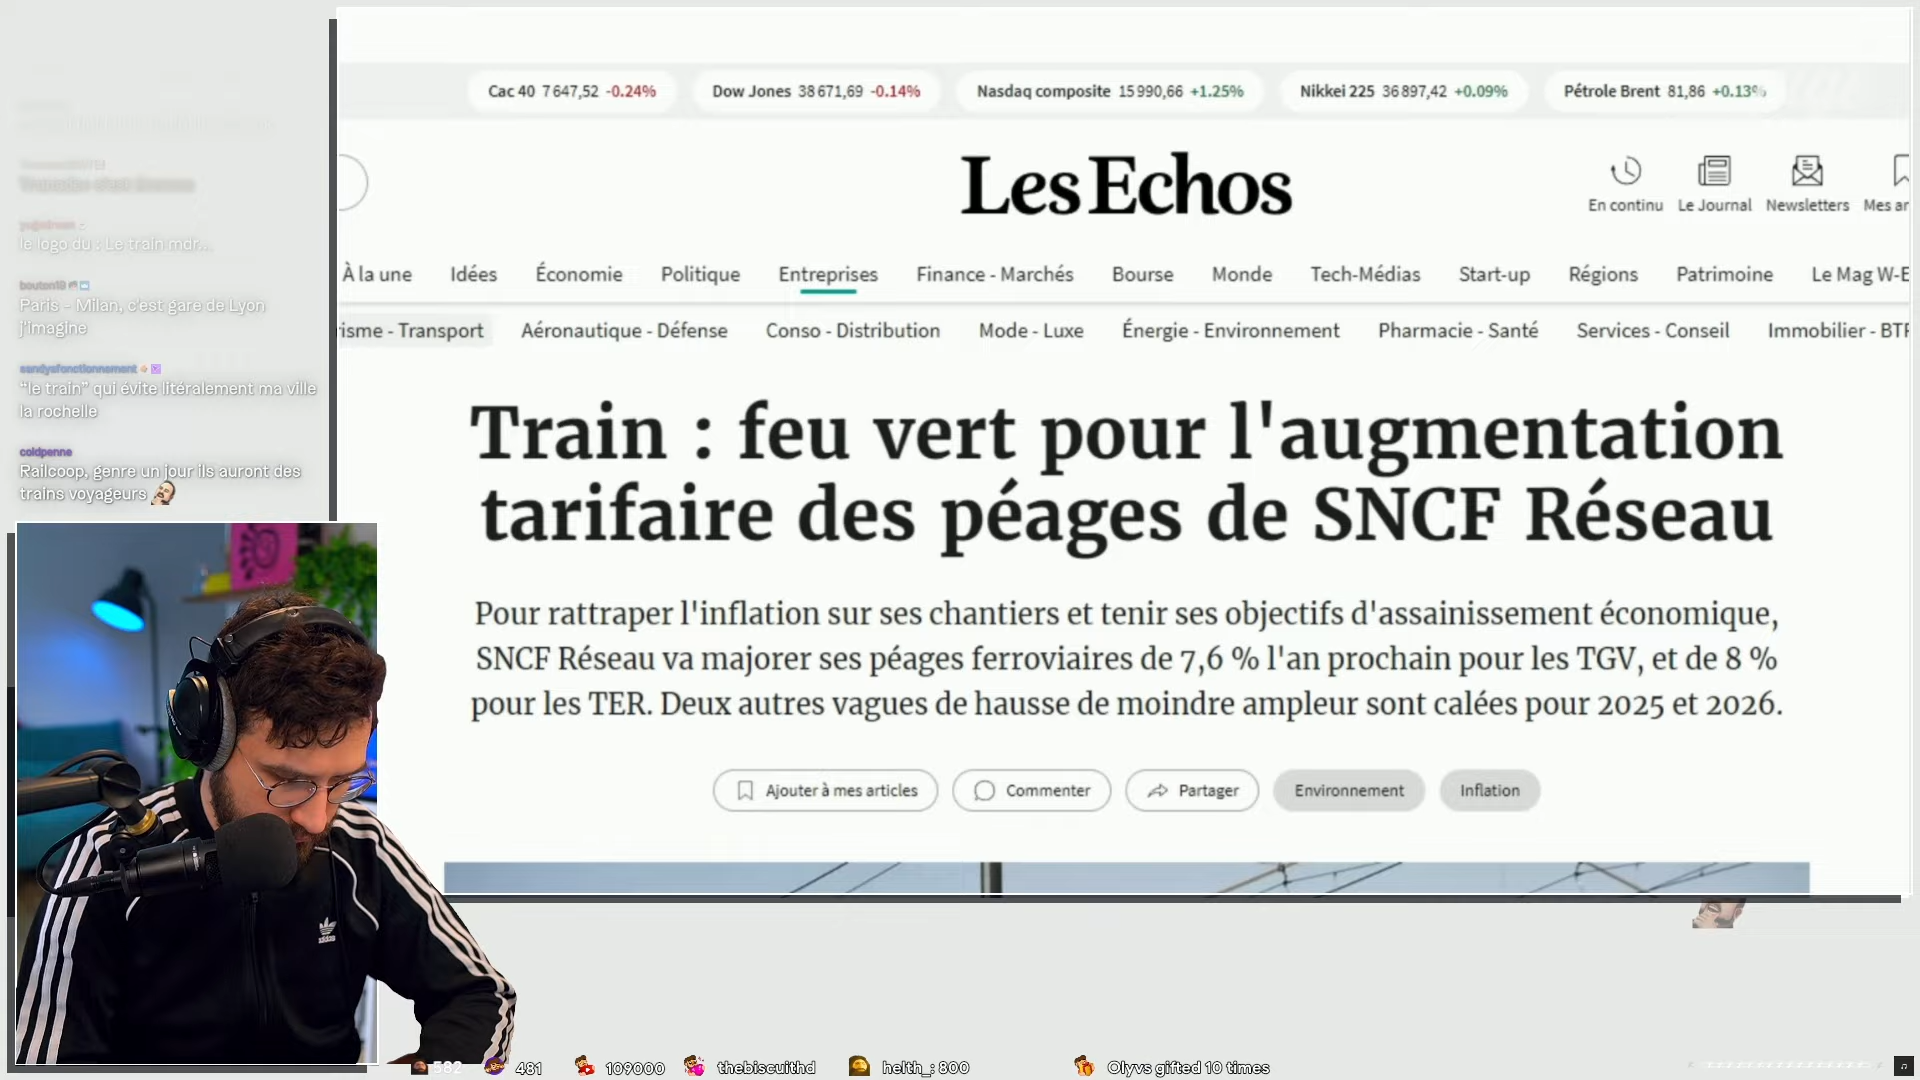 Cac 40 7 647,52 -0.24%
Dow Jones 38 671,69 -0.14%
Nasdaq composite 15 990,66 +1.25%
Nikkei 225 36 897,42 +0.09%
Pétrole Brent 81,86 +0.13%
Les Echos
En continu
Le Journal
Newsletters
À la une
Idées
Économie
Politique
Entreprises
Finance - Marchés
Bourse
Monde
Tech-Médias
Start-up
Régions
Patrimoine
Le Mag W-E
isme - Transport
Aéronautique - Défense
Conso - Distribution
Mode - Luxe
Énergie - Environnement
Pharmacie - Santé
Services - Conseil
Immobilier - BTP
Train : feu vert pour l'augmentation
tarifaire des péages de SNCF Réseau
Pour rattraper l'inflation sur ses chantiers et tenir ses objectifs d'assainissement économique,
SNCF Réseau va majorer ses péages ferroviaires de 7,6 % l'an prochain pour les TGV, et de 8 %
pour les TER. Deux autres vagues de hausse de moindre ampleur sont calées pour 2025 et 2026.
Ajouter à mes articles
Commenter
Partager
Environnement
Inflation
le logo du : Le train mdr...
bouton19
Paris - Milan, c'est gare de Lyon
j'imagine
sandysfonctionnement
"le train" qui évite litéralement ma ville
la rochelle
coldpenne
Railcoop, genre un jour ils auront des
trains voyageurs
adidas
582
481
109000
thebiscuithd
helth_: 800
Olyvs gifted 10 times